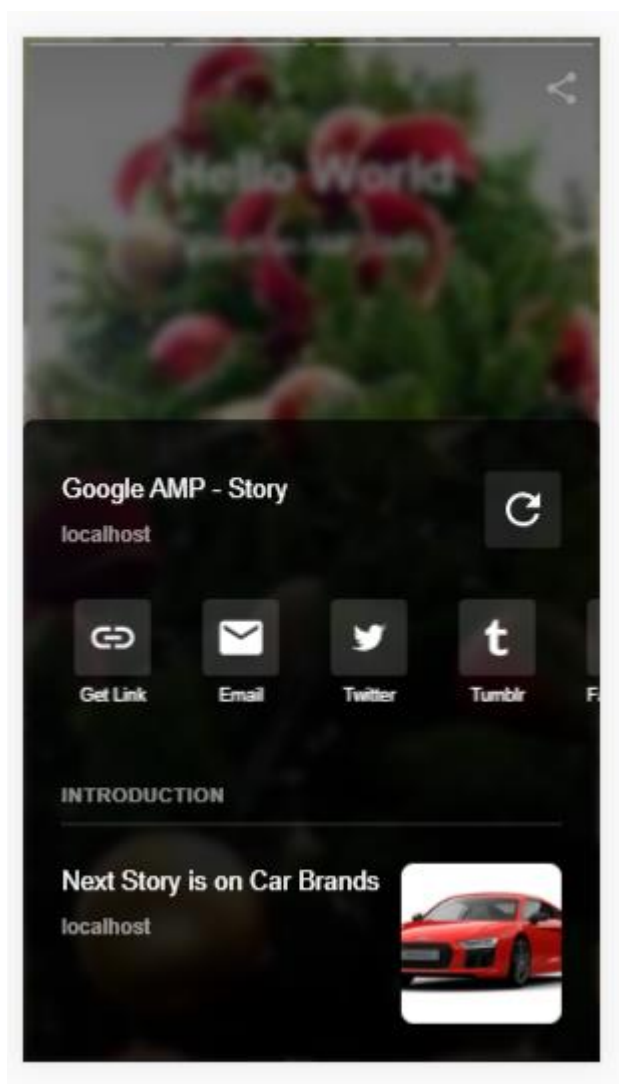 Hello World
Google AMP - Story
localhost
Get Link
Email
Twitter
Tumblr
INTRODUCTION
Next Story is on Car Brands
localhost